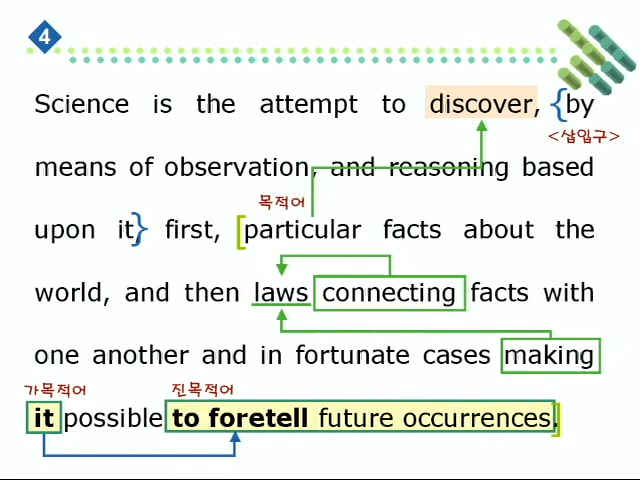 4
Science is the attempt to discover, {by
<삽입구>
means of observation, and reasoning based
목적어
upon it,} first, [particular facts about the
world, and then laws connecting facts with
one another and in fortunate cases making
가목적어 진목적어
it possible to foretell future occurrences.]